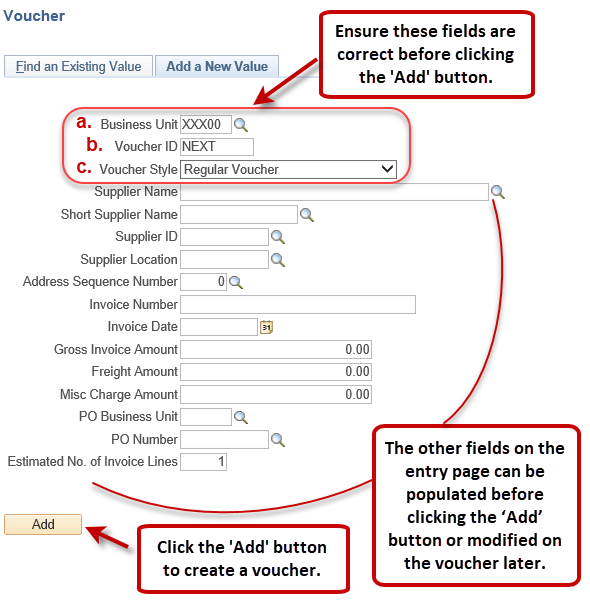 Voucher
Ensure these fields are
correct before clicking
the 'Add' button.
Find an Existing Value
Add a New Value
a. Business Unit XXX00
b. Voucher ID NEXT
c. Voucher Style Regular Voucher
Supplier Name
Short Supplier Name
Supplier ID
Supplier Location
Address Sequence Number 0
Invoice Number
Invoice Date 31
Gross Invoice Amount 0.00
Freight Amount 0.00
Misc Charge Amount 0.00
PO Business Unit
PO Number
Estimated No. of Invoice Lines 1
The other fields on the
entry page can be
populated before
clicking the ‘Add’
button or modified on
the voucher later.
Add
Click the 'Add' button
to create a voucher.